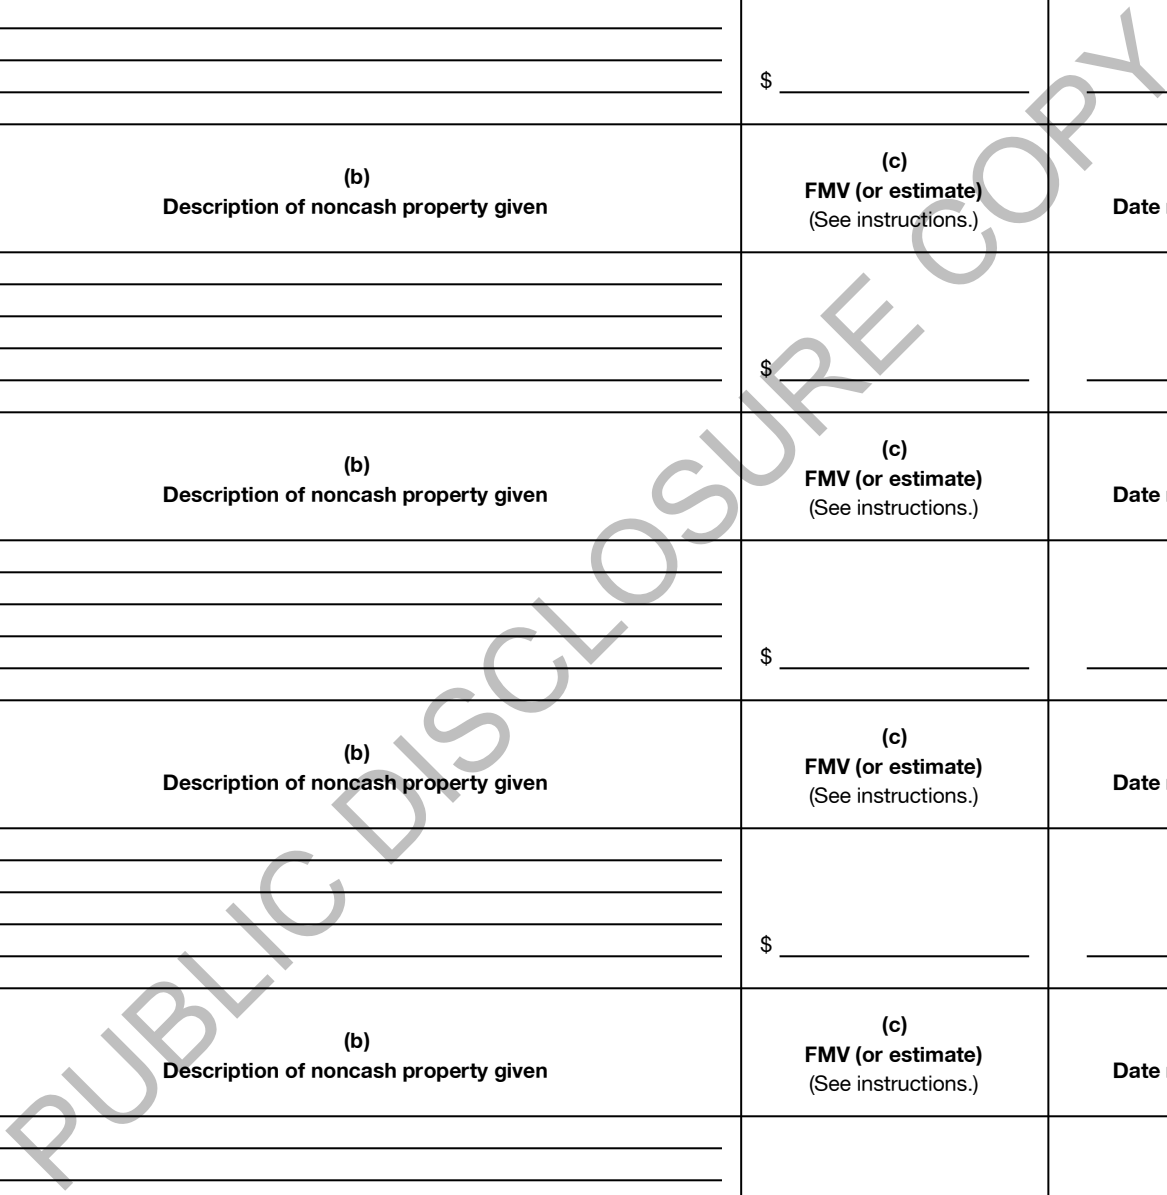 $
(b)
Description of noncash property given
(c)
FMV (or estimate)
(See instructions.)
Date
$
(b)
Description of noncash property given
(c)
FMV (or estimate)
(See instructions.)
Date
$
(b)
Description of noncash property given
(c)
FMV (or estimate)
(See instructions.)
Date
$
(b)
Description of noncash property given
(c)
FMV (or estimate)
(See instructions.)
Date
PUBLIC DISCLOSURE COPY